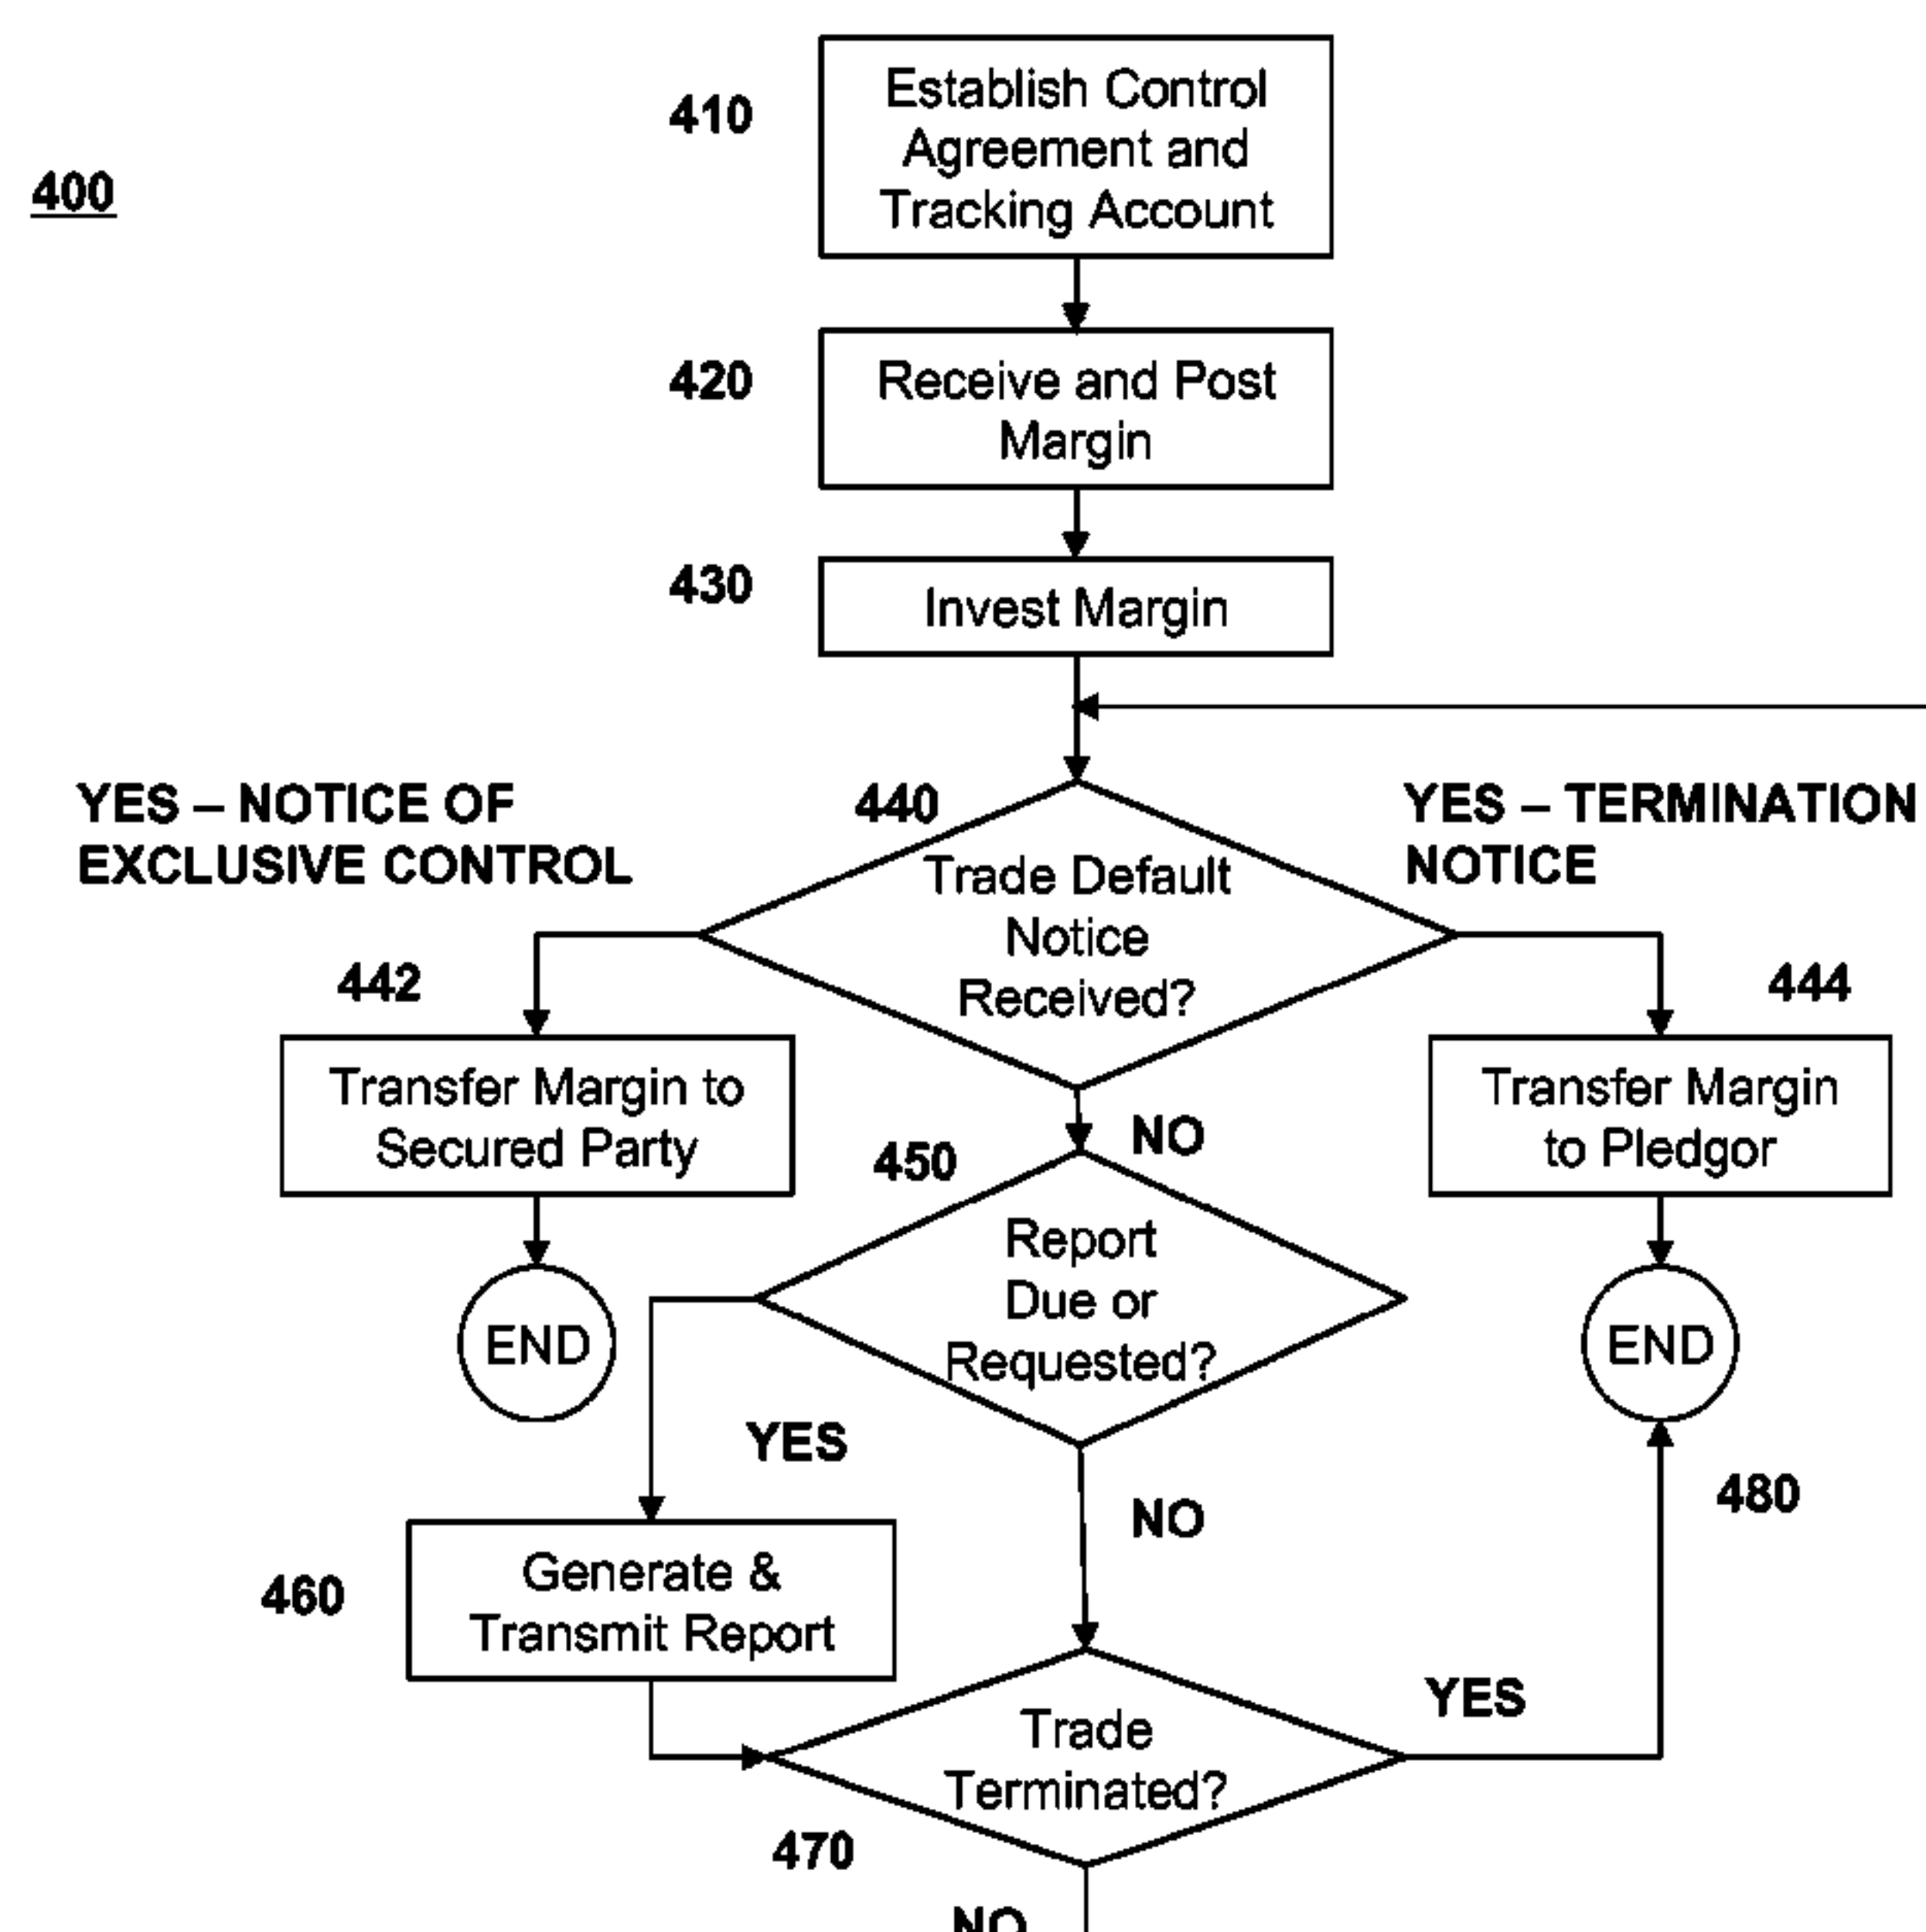 400
410
Establish Control
Agreement and
Tracking Account
420
Receive and Post
Margin
430
Invest Margin
YES – NOTICE OF
EXCLUSIVE CONTROL
440
Trade Default
Notice
Received?
YES – TERMINATION
NOTICE
442
Transfer Margin to
Secured Party
END
444
Transfer Margin
to Pledgor
END
NO
450
Report
Due or
Requested?
YES
NO
460
Generate &
Transmit Report
480
YES
Trade
Terminated?
470
NO